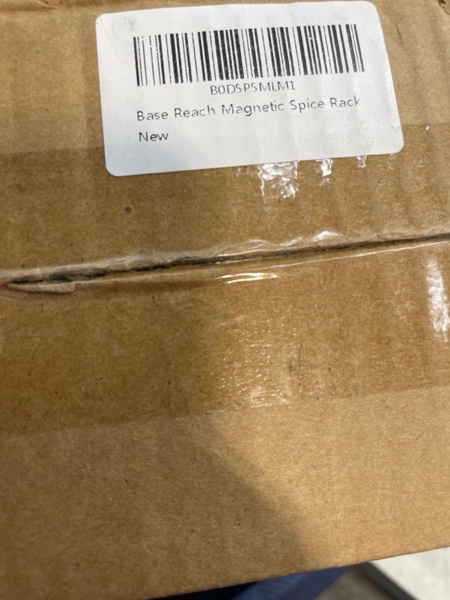 B0D5P5MLM1
Base Reach Magnetic Spice Rack
New